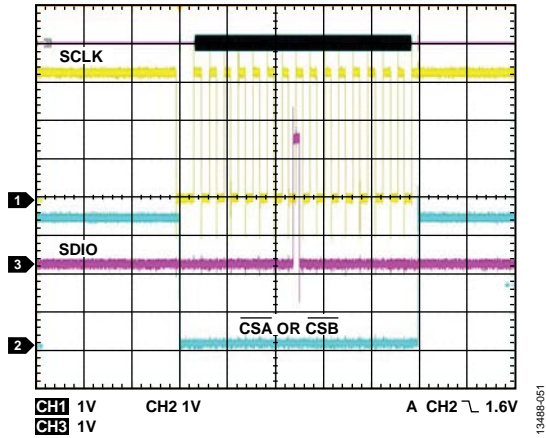 SCLK
1
SDIO
3
CSA OR CSB
2
CH1 1V CH2 1V A CH2 1.6V
CH3 1V
13488-051